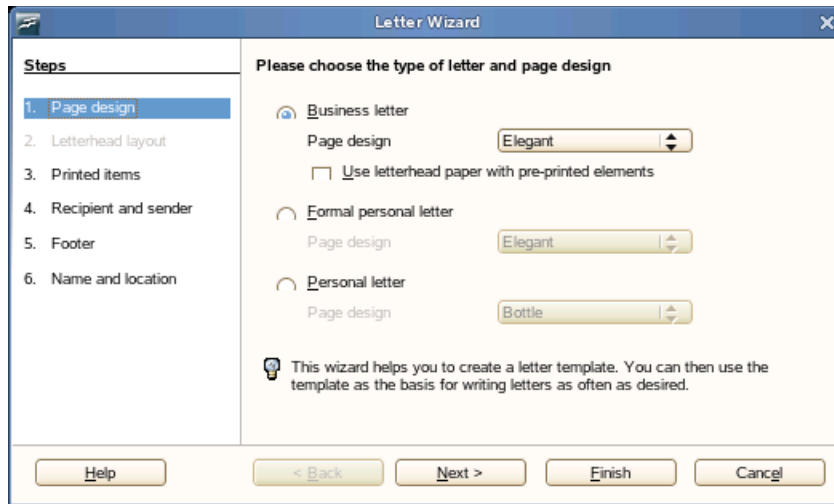 Letter Wizard
Steps
1. Page design
2. Letterhead layout
3. Printed items
4. Recipient and sender
5. Footer
6. Name and location
Please choose the type of letter and page design
Business letter
Page design Elegant
Use letterhead paper with pre-printed elements
Formal personal letter
Page design Elegant
Personal letter
Page design Bottle
This wizard helps you to create a letter template. You can then use the
template as the basis for writing letters as often as desired.
Help < Back Next > Finish Cancel